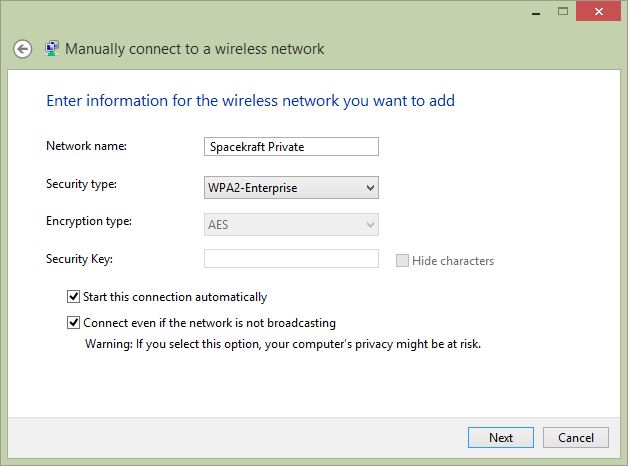 Manually connect to a wireless network
Enter information for the wireless network you want to add
Network name: Spacekraft Private
Security type: WPA2-Enterprise
Encryption type: AES
Security Key: Hide characters
Start this connection automatically
Connect even if the network is not broadcasting
Warning: If you select this option, your computer's privacy might be at risk.
Next Cancel